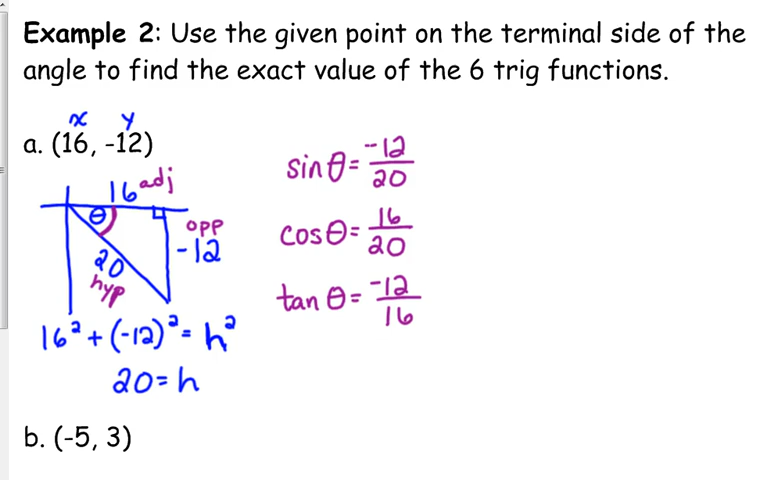 Example 2: Use the given point on the terminal side of the
angle to find the exact value of the 6 trig functions.
x y
a. (16, -12)
16 adj
θ
opp
-12
20
hyp
16² + (-12)² = h²
20 = h
sin θ = -12/20
cos θ = 16/20
tan θ = -12/16
b. (-5, 3)